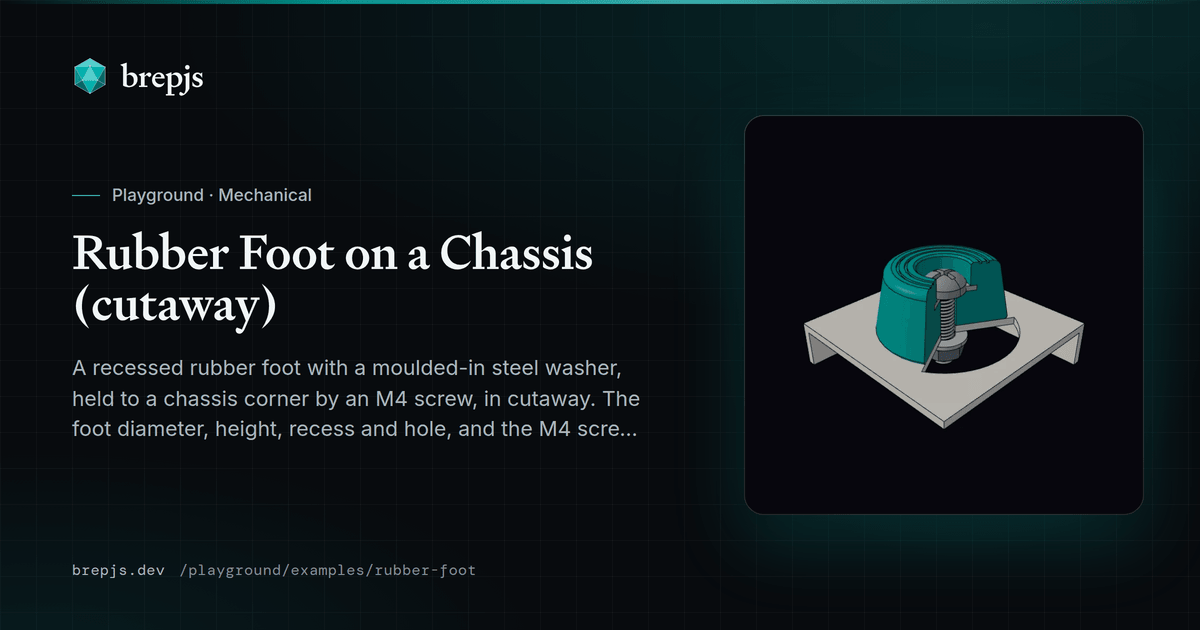 brepjs
Playground · Mechanical
Rubber Foot on a Chassis
(cutaway)
A recessed rubber foot with a moulded-in steel washer,
held to a chassis corner by an M4 screw, in cutaway. The
foot diameter, height, recess and hole, and the M4 scre...
brepjs.dev /playground/examples/rubber-foot